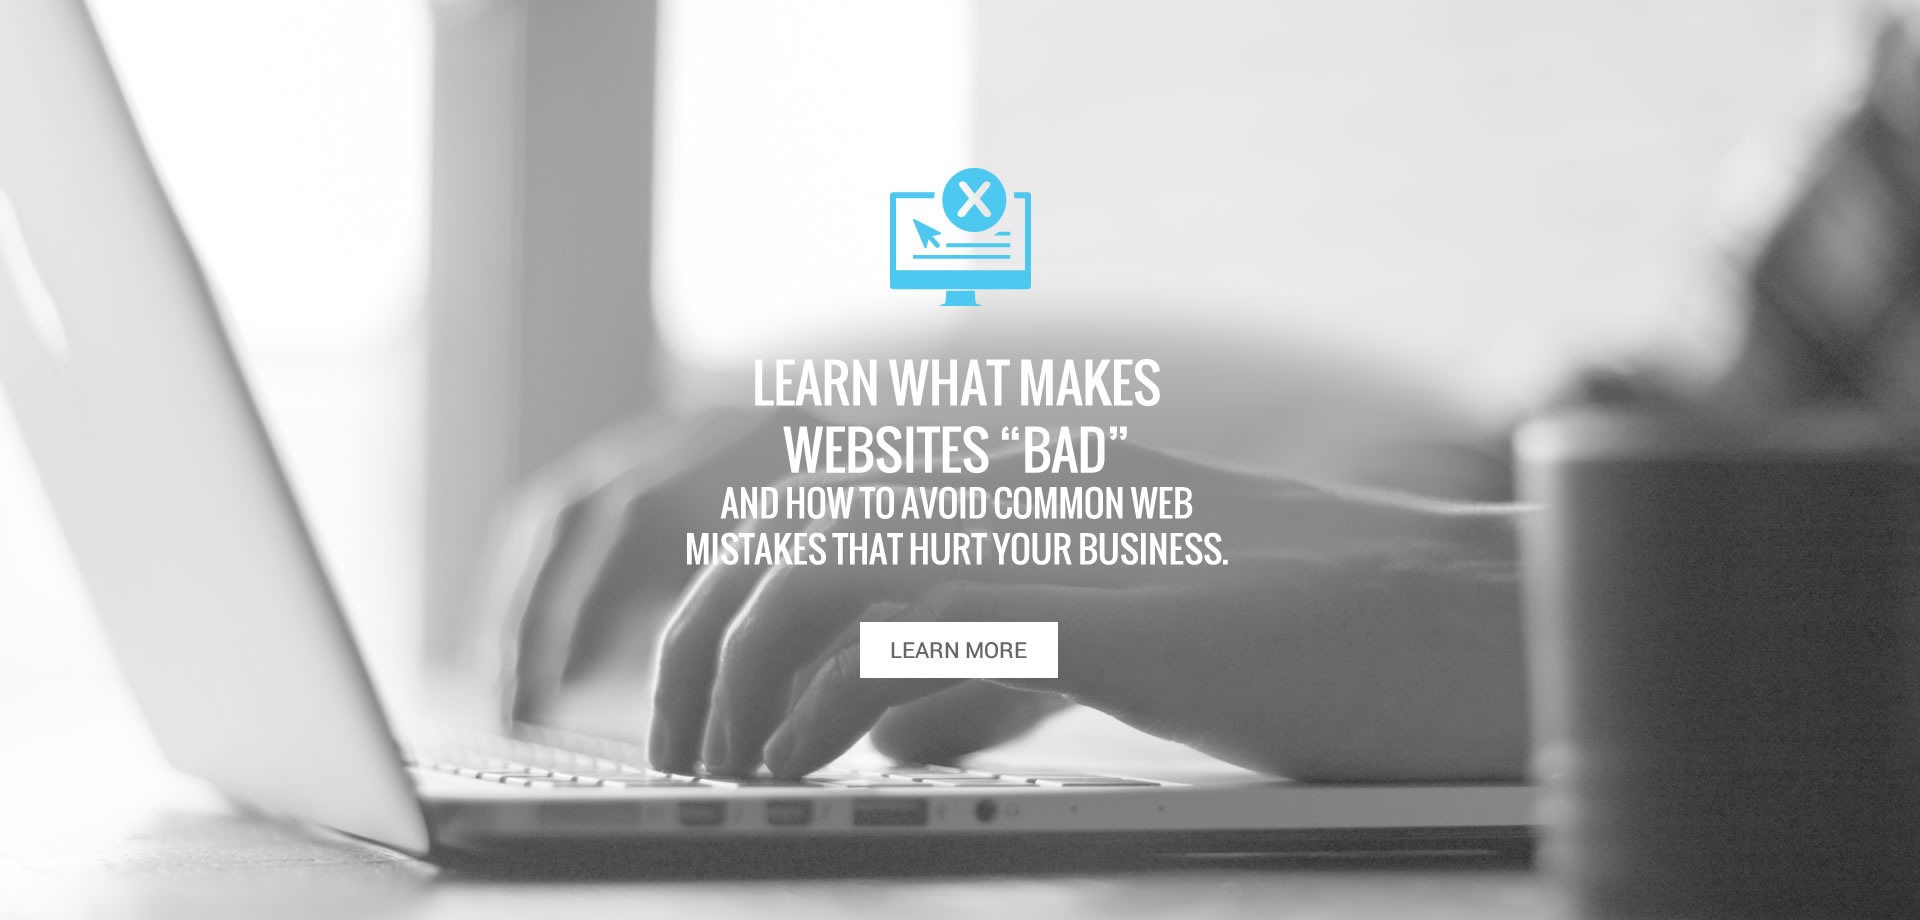 X
LEARN WHAT MAKES
WEBSITES “BAD”
AND HOW TO AVOID COMMON WEB
MISTAKES THAT HURT YOUR BUSINESS.
LEARN MORE